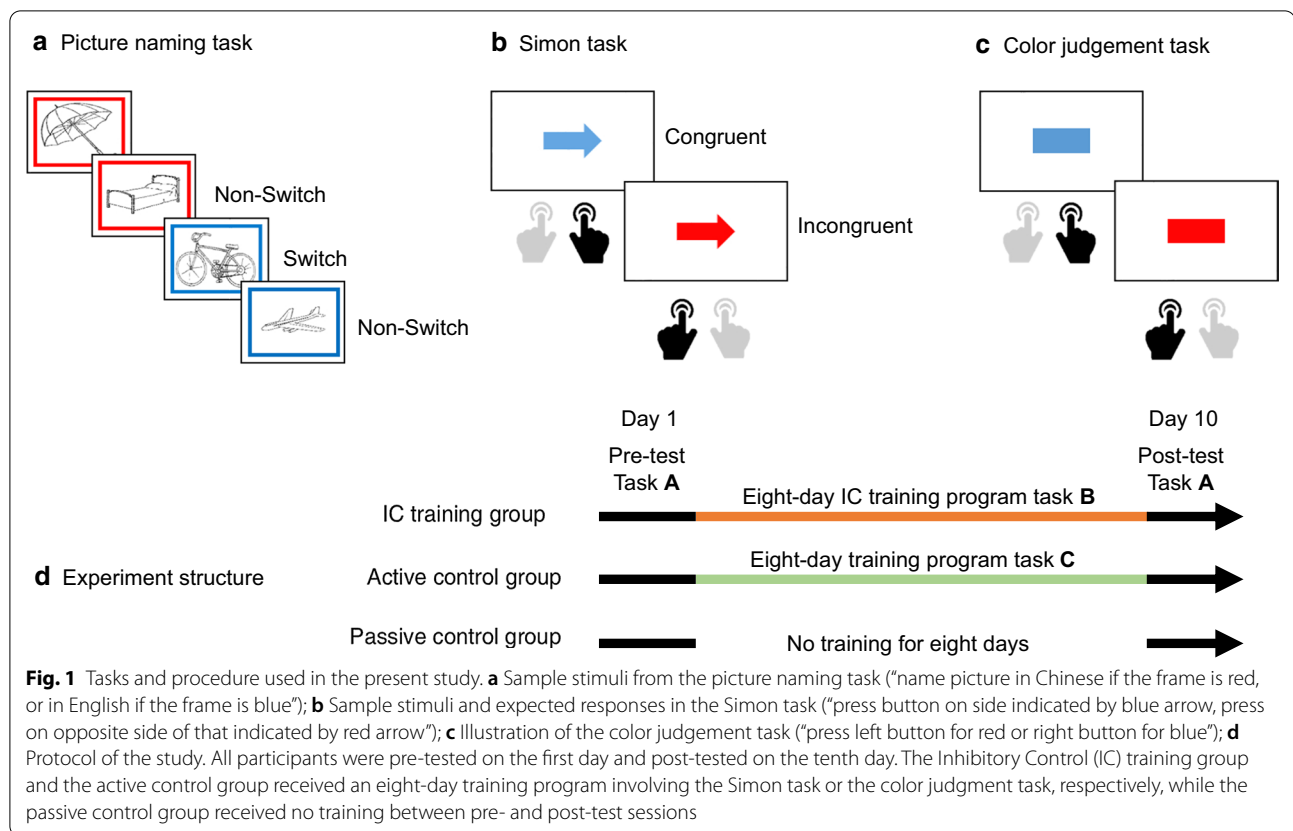 a Picture naming task
b Simon task
c Color judgement task
Non-Switch
Switch
Non-Switch
Congruent
Incongruent
Day 1
Day 10
Pre-test
Task A
Post-test
Task A
IC training group
Eight-day IC training program task B
d Experiment structure
Active control group
Eight-day training program task C
Passive control group
No training for eight days
Fig. 1 Tasks and procedure used in the present study. a Sample stimuli from the picture naming task (“name picture in Chinese if the frame is red,
or in English if the frame is blue”); b Sample stimuli and expected responses in the Simon task (“press button on side indicated by blue arrow, press
on opposite side of that indicated by red arrow”); c Illustration of the color judgement task (“press left button for red or right button for blue”); d
Protocol of the study. All participants were pre-tested on the first day and post-tested on the tenth day. The Inhibitory Control (IC) training group
and the active control group received an eight-day training program involving the Simon task or the color judgment task, respectively, while the
passive control group received no training between pre- and post-test sessions